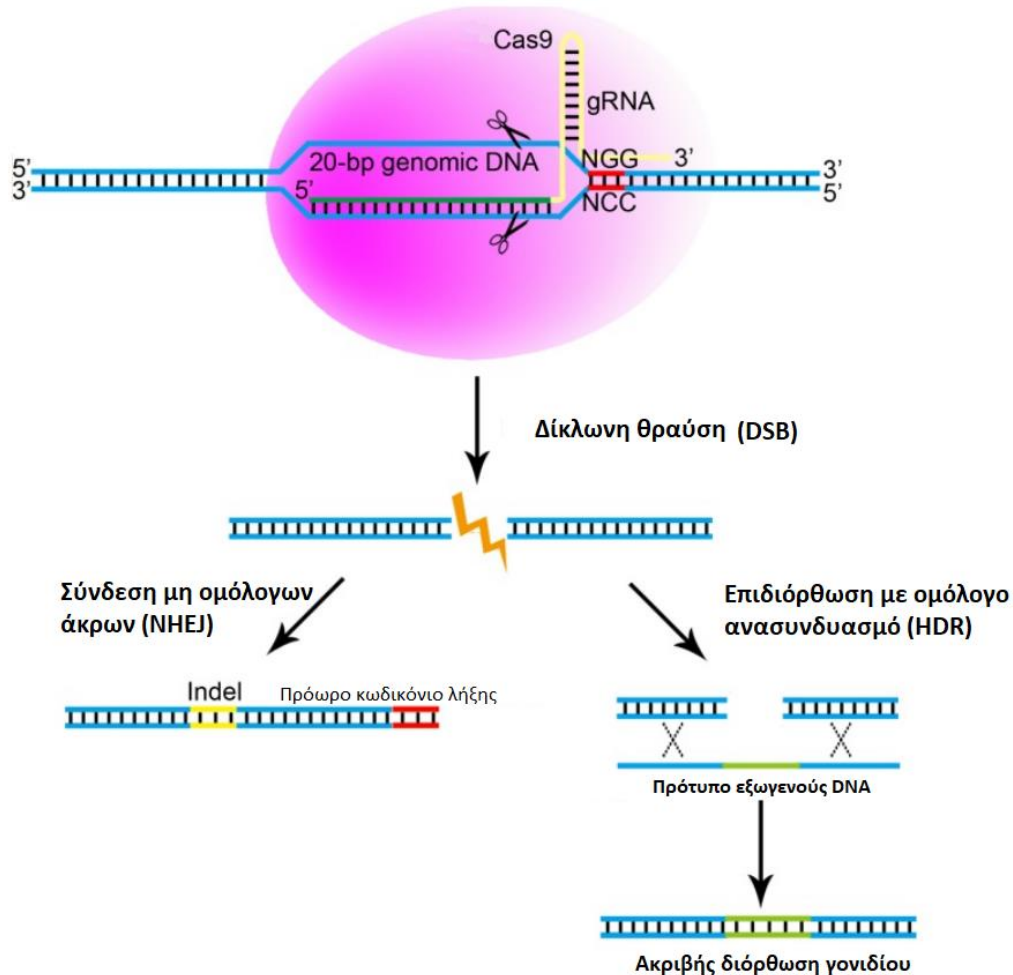 Cas9
gRNA
5’
3’
20-bp genomic DNA
NGG
3’
3’
5’
5’
NCC
Δίκλωνη θραύση (DSB)
Σύνδεση μη ομόλογων
άκρων (NHEJ)
Επιδιόρθωση με ομόλογο
ανασυνδυασμό (HDR)
Indel
Πρόωρο κωδικόνιο λήξης
Πρότυπο εξωγενούς DNA
Ακριβής διόρθωση γονιδίου